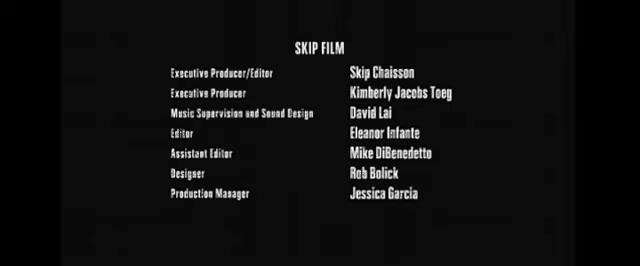 SKIP FILM
Executive Producer/Editor Skip Chaisson
Executive Producer Kimberly Jacobs Toeg
Music Supervision and Sound Design David Lai
Editor Eleanor Infante
Assistant Editor Mike DiBenedetto
Designer Rob Bolick
Production Manager Jessica Garcia